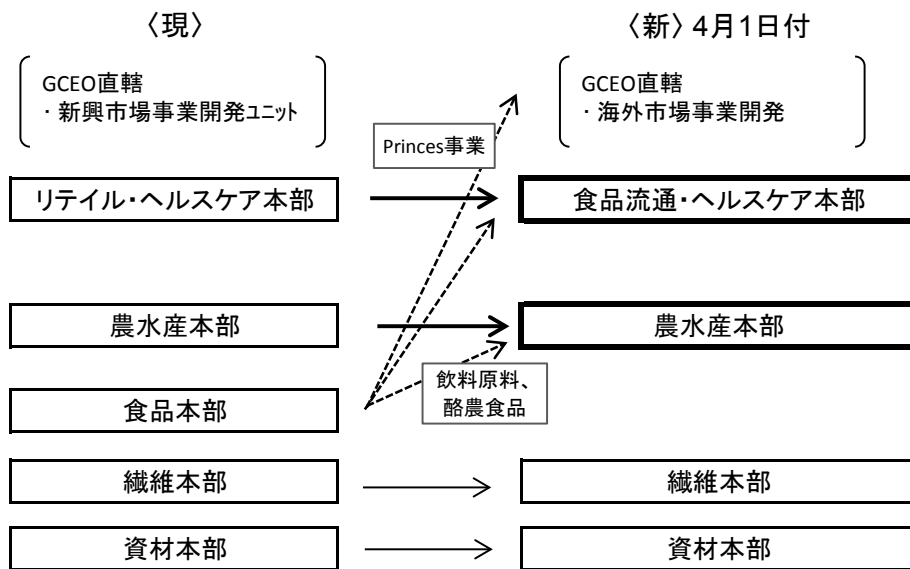 〈現〉
〈新〉 4月1日付
GCEO直轄
・新興市場事業開発ユニット
GCEO直轄
・海外市場事業開発
Princes事業
リテイル・ヘルスケア本部
食品流通・ヘルスケア本部
農水産本部
農水産本部
飲料原料、
酪農食品
食品本部
繊維本部
繊維本部
資材本部
資材本部